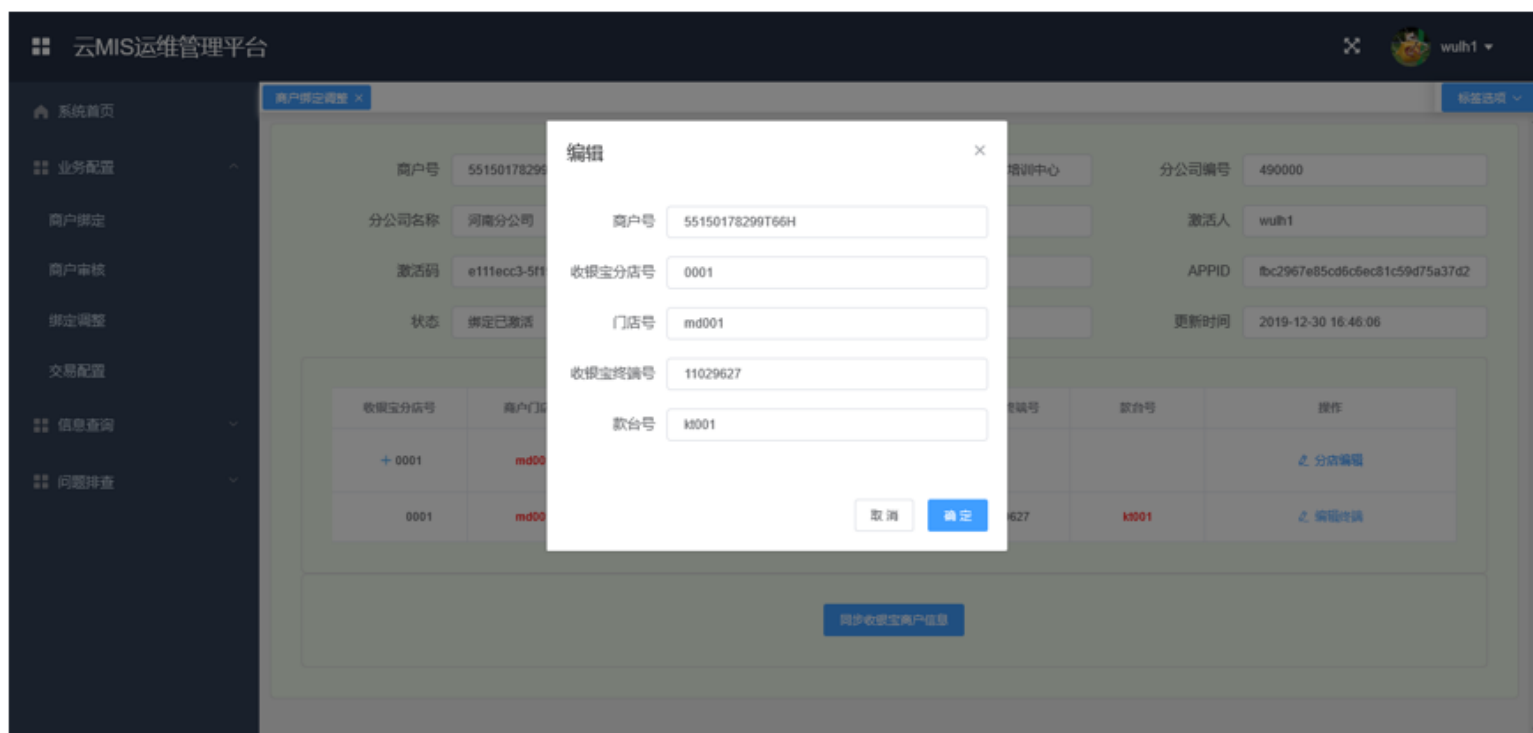 云MIS运维管理平台
wulh1
系统首页
商户绑定调整 ×
标签选项
业务配置
商户绑定
商户审核
绑定调整
交易配置
信息查询
问题排查
商户号 55150178299
培训中心
分公司编号 490000
分公司名称 河南分公司
激活人 wulh1
激活码 e111ecc3-5f1
APPID fbc2967e85cd6c6ec81c59d75a37d2
状态 绑定已激活
更新时间 2019-12-30 16:46:06
编辑 ×
商户号 55150178299T66H
收银宝分店号 0001
门店号 md001
收银宝终端号 11029627
款台号 kt001
取 消 确 定
收银宝分店号 商户门店 终端号 款台号 操作
+ 0001 md00 分店编辑
0001 md00 9627 kt001 编辑终端
同步收银宝商户信息